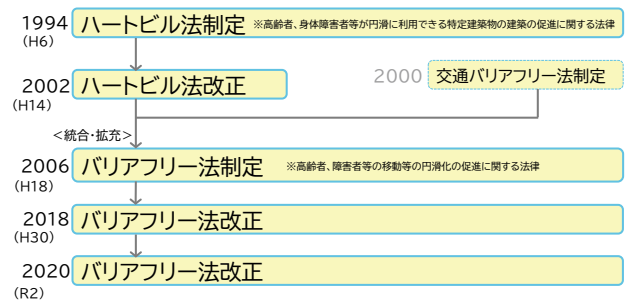 1994 ハートビル法制定 ※高齢者、身体障害者等が円滑に利用できる特定建築物の建築の促進に関する法律
(H6)
2002 ハートビル法改正 2000 交通バリアフリー法制定
(H14)
＜統合・拡充＞
2006 バリアフリー法制定 ※高齢者、障害者等の移動等の円滑化の促進に関する法律
(H18)
2018 バリアフリー法改正
(H30)
2020 バリアフリー法改正
(R2)